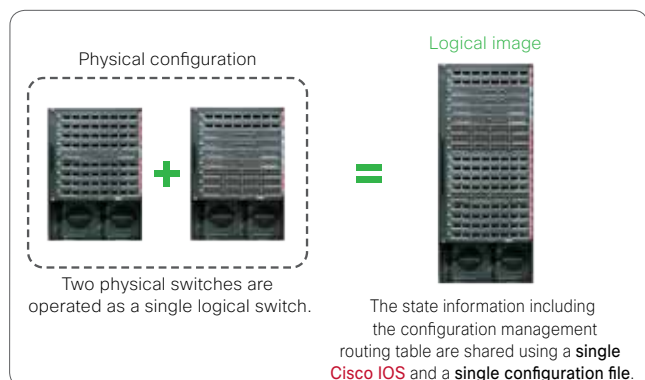 Physical configuration
Two physical switches are
operated as a single logical switch.
Logical image
The state information including
the configuration management
routing table are shared using a single
Cisco IOS and a single configuration file.